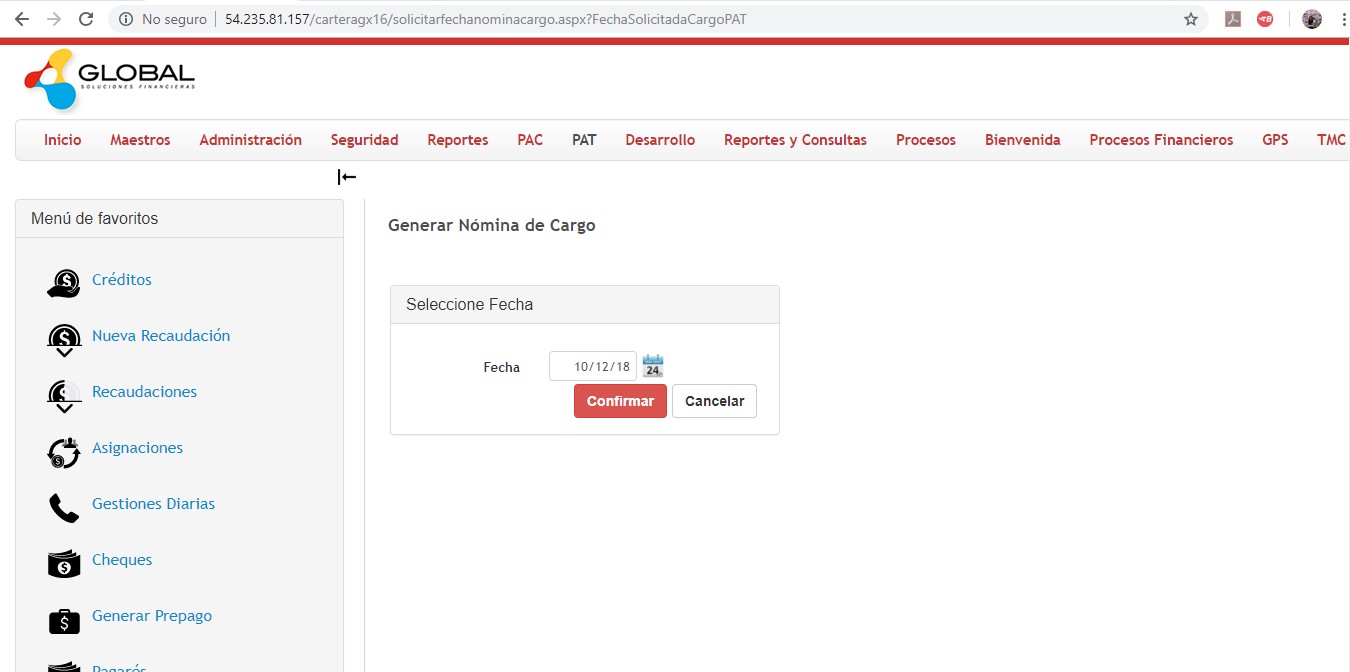 No seguro
54.235.81.157/carteragx16/solicitarfechanominacargo.aspx?FechaSolicitadaCargoPAT
GLOBAL
SOLUCIONES FINANCIERAS
Inicio Maestros Administración Seguridad Reportes PAC PAT Desarrollo Reportes y Consultas Procesos Bienvenida Procesos Financieros GPS TMC
Menú de favoritos
Créditos
Nueva Recaudación
Recaudaciones
Asignaciones
Gestiones Diarias
Cheques
Generar Prepago
Pagarés
Generar Nómina de Cargo
Seleccione Fecha
Fecha 10/12/18 24
Confirmar Cancelar